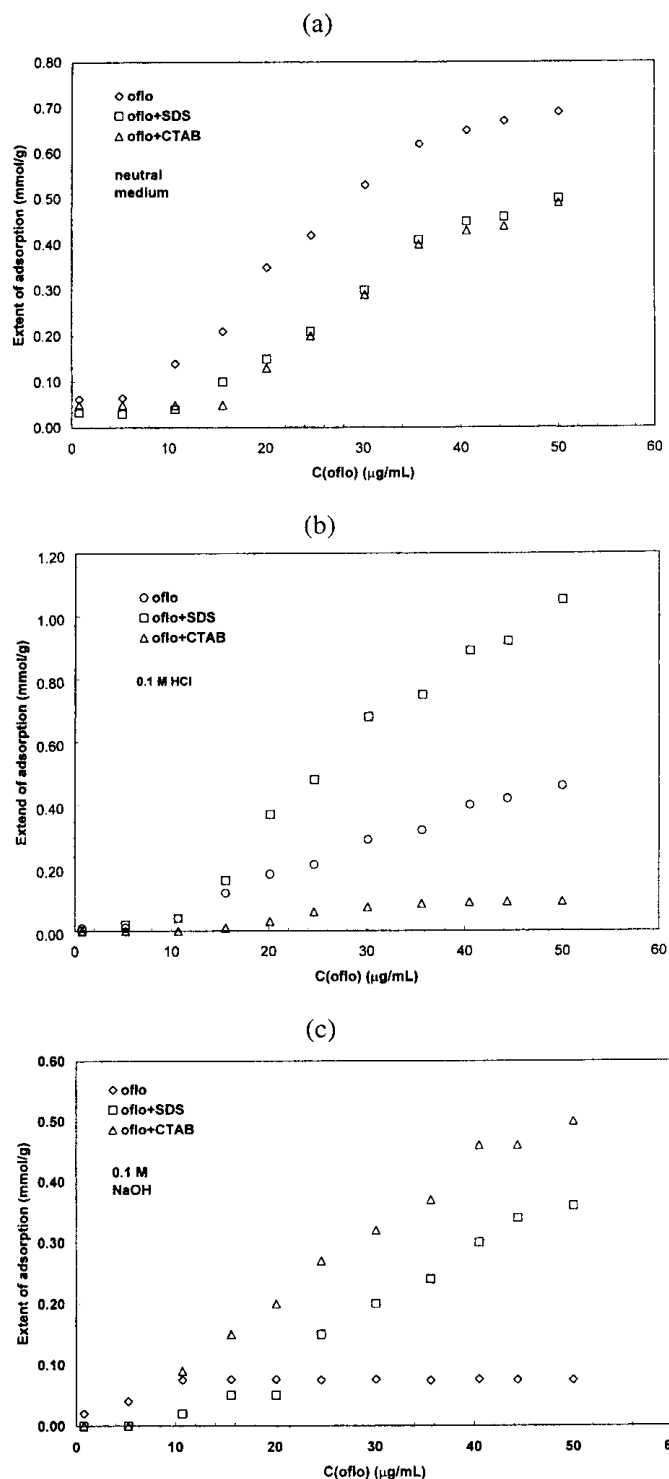 (a)
0.80
0.70
0.60
0.50
0.40
0.30
0.20
0.10
0.00
Extent of adsorption (mmol/g)
oflo
oflo+SDS
oflo+CTAB
neutral
medium
0 10 20 30 40 50 60
C(oflo) (µg/mL)
(b)
1.20
1.00
0.80
0.60
0.40
0.20
0.00
Extend of adsorption (mmol/g)
oflo
oflo+SDS
oflo+CTAB
0.1 M HCl
0 10 20 30 40 50 60
C(oflo) (µg/mL)
(c)
0.60
0.50
0.40
0.30
0.20
0.10
0.00
Extent of adsorption (mmol/g)
oflo
oflo+SDS
oflo+CTAB
0.1 M
NaOH
0 10 20 30 40 50 60
C(oflo) (µg/mL)